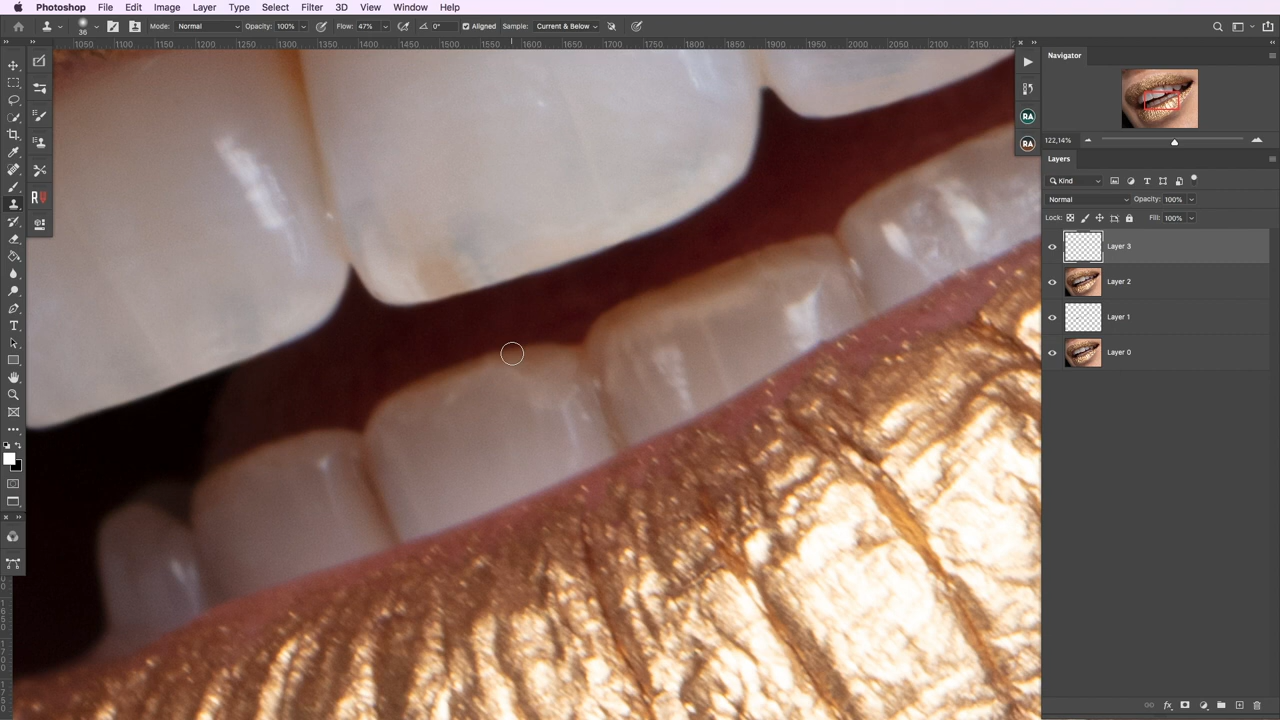 Photoshop File Edit Image Layer Type Select Filter 3D View Window Help
36 Mode: Normal Opacity: 100% Flow: 47% 0° Aligned Sample: Current & Below
1050 1100 1150 1200 1250 1300 1350 1400 1450 1500 1550 1600 1650 1700 1750 1800 1850 1900 1950 2000 2050 2100 2150
Navigator
RA
RA
122,14%
Layers
Kind
Normal Opacity: 100%
Lock: Fill: 100%
Layer 3
Layer 2
Layer 1
Layer 0